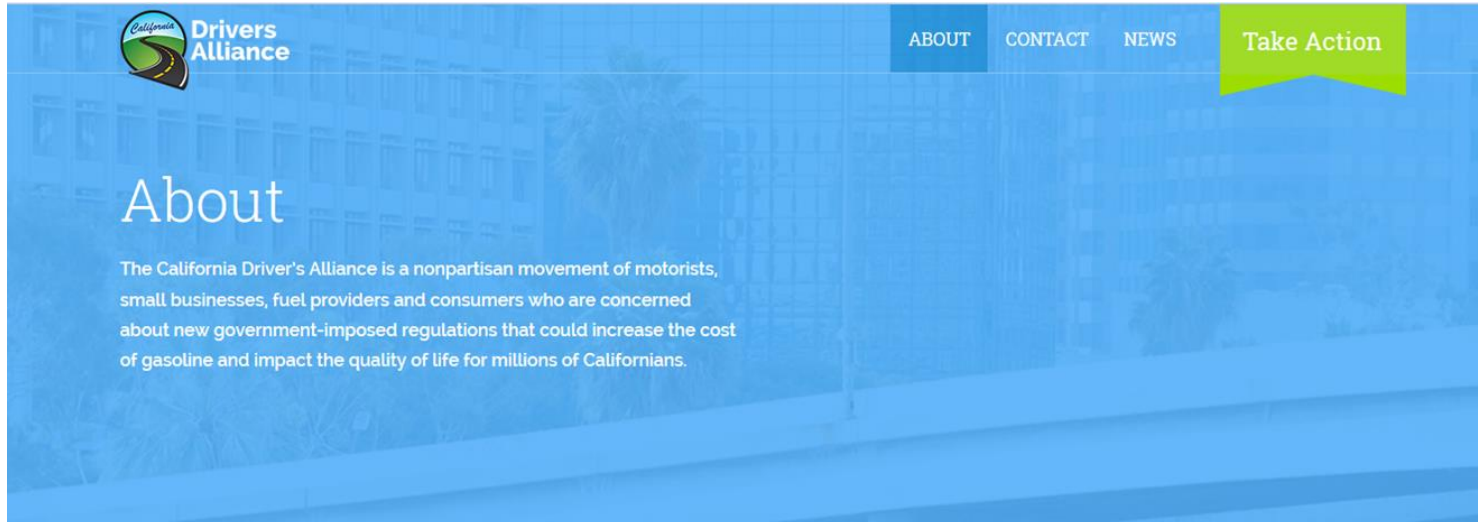 California
Drivers
Alliance
ABOUT
CONTACT
NEWS
Take Action
About
The California Driver's Alliance is a nonpartisan movement of motorists,
small businesses, fuel providers and consumers who are concerned
about new government-imposed regulations that could increase the cost
of gasoline and impact the quality of life for millions of Californians.